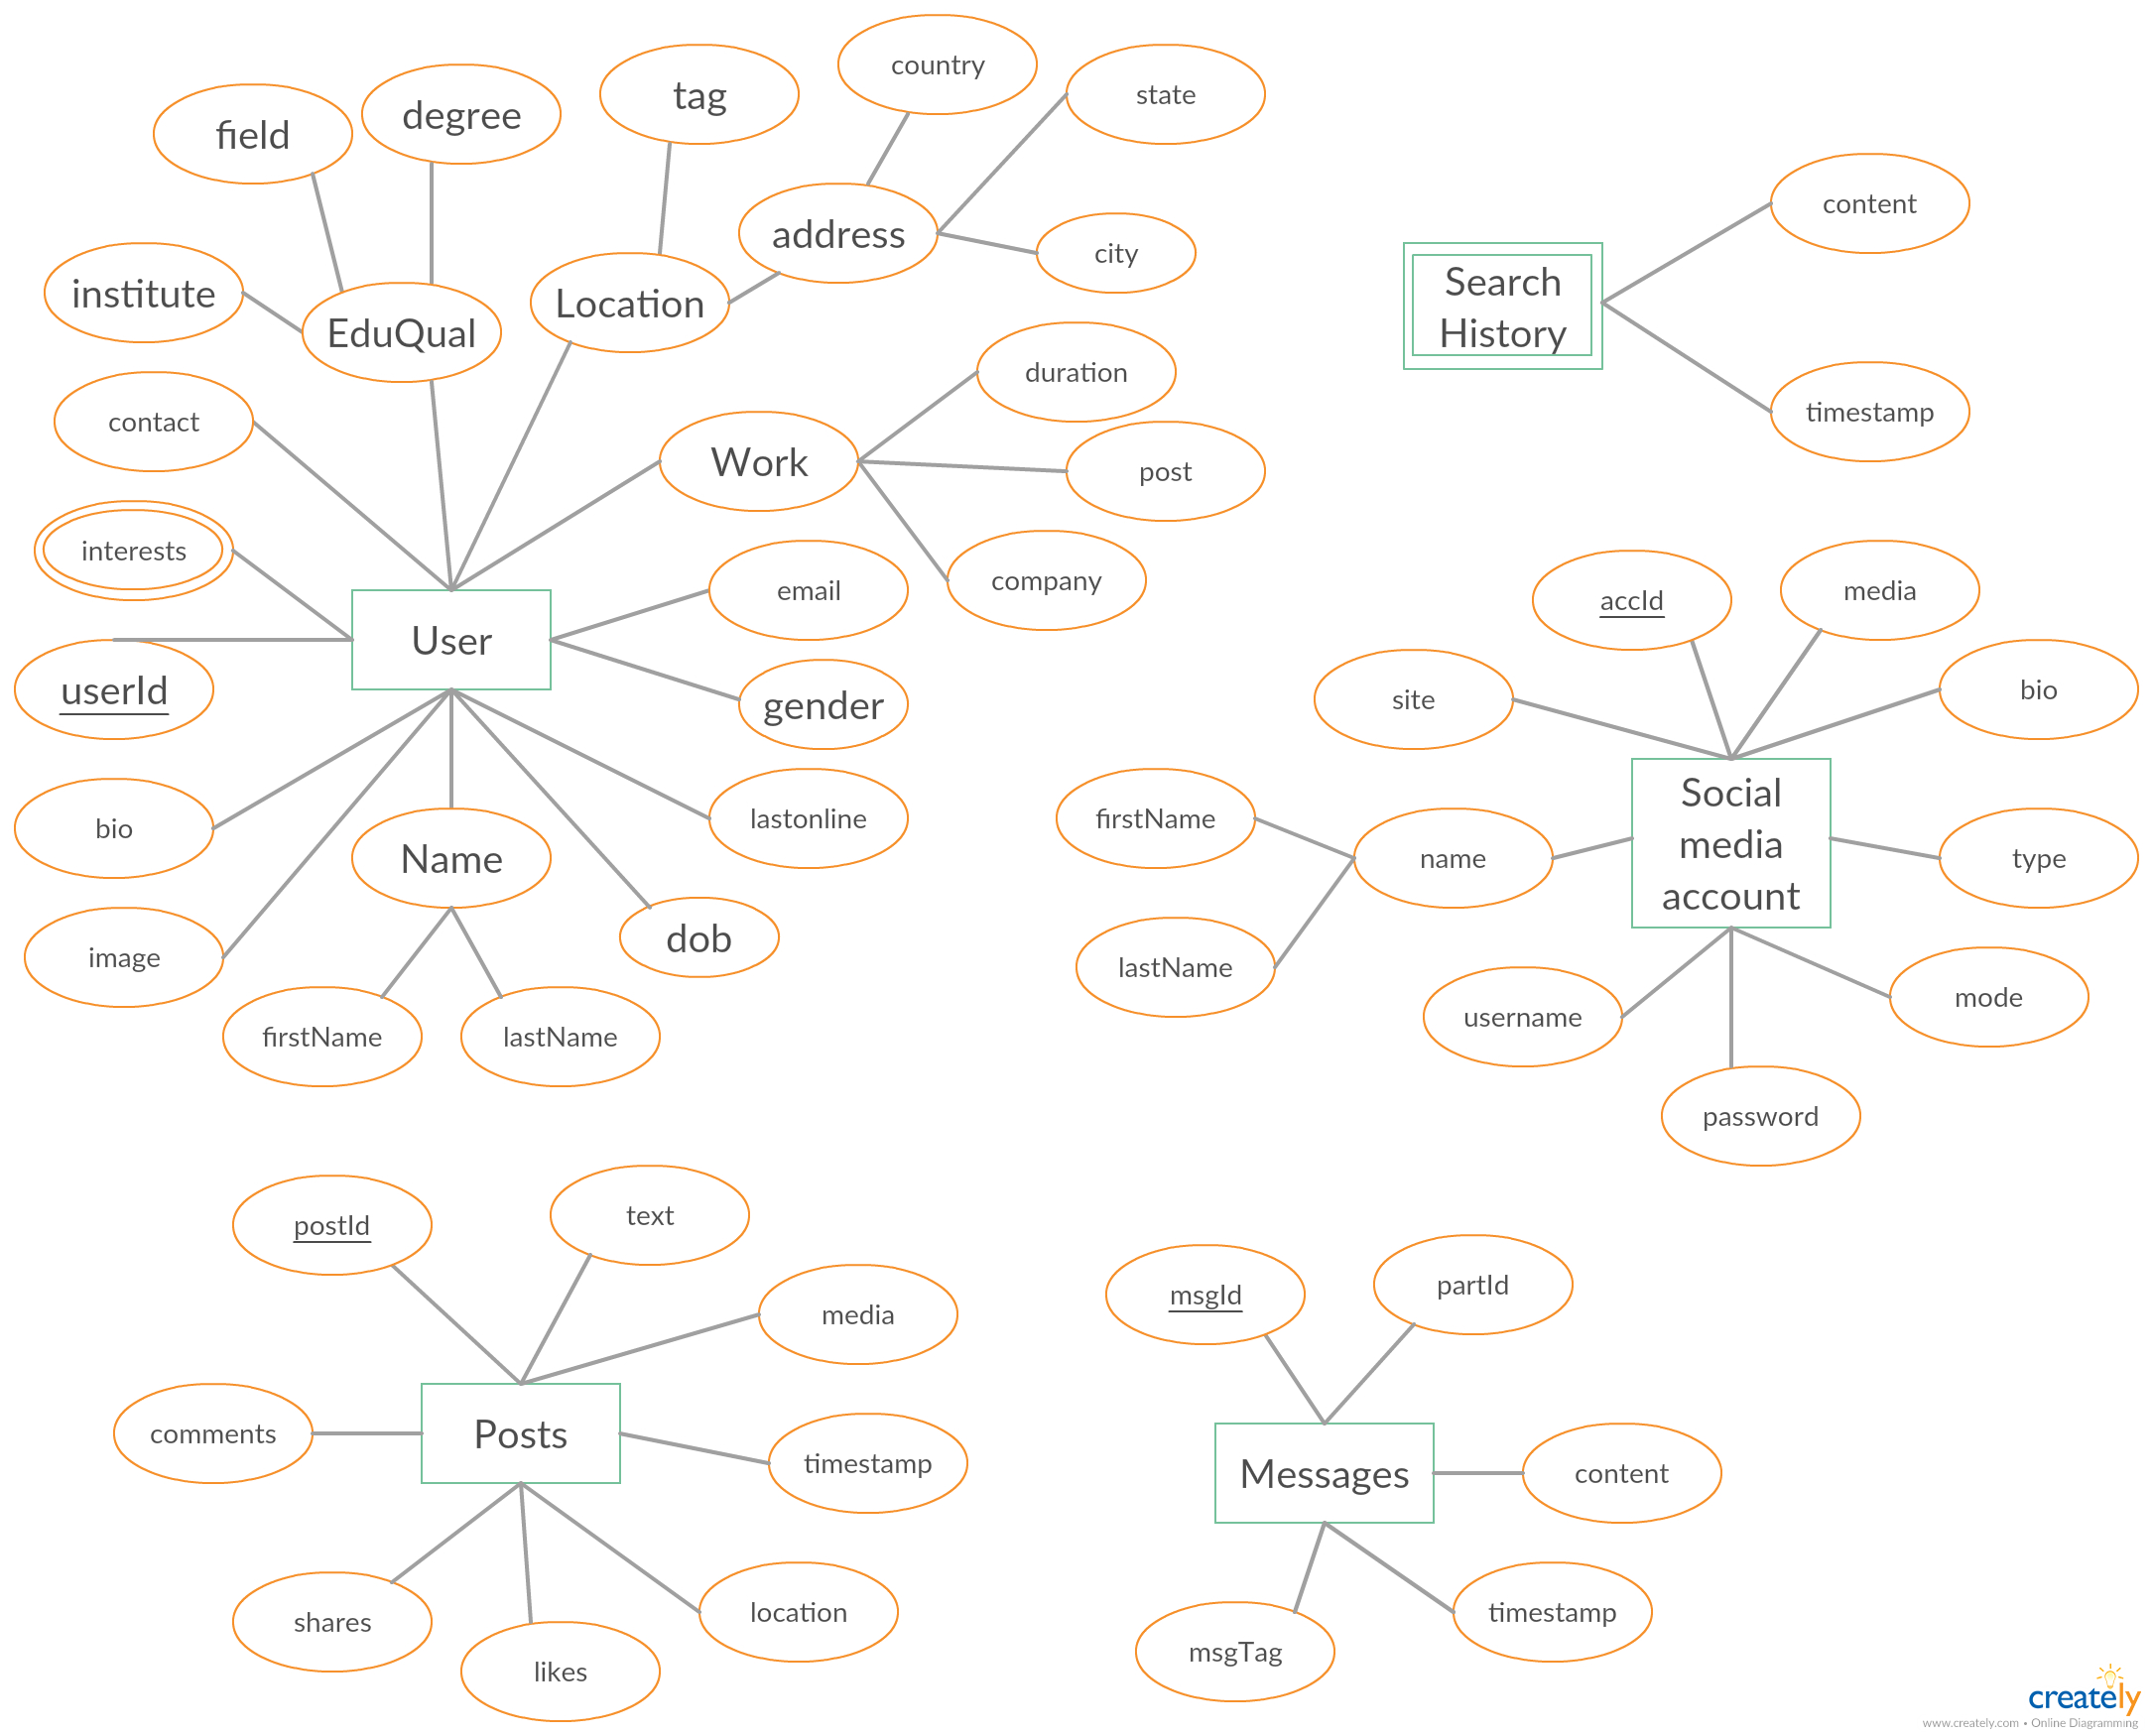 country
state
tag
degree
field
content
address
city
Search
History
institute
Location
EduQual
duration
timestamp
contact
Work
post
interests
email
company
accId
media
User
userId
gender
site
bio
Social
media
account
bio
lastonline
firstName
name
type
Name
dob
image
lastName
mode
firstName
lastName
username
password
postId
text
msgId
partId
media
comments
Posts
timestamp
Messages
content
shares
likes
location
msgTag
timestamp
creately
www.creately.com • Online Diagramming